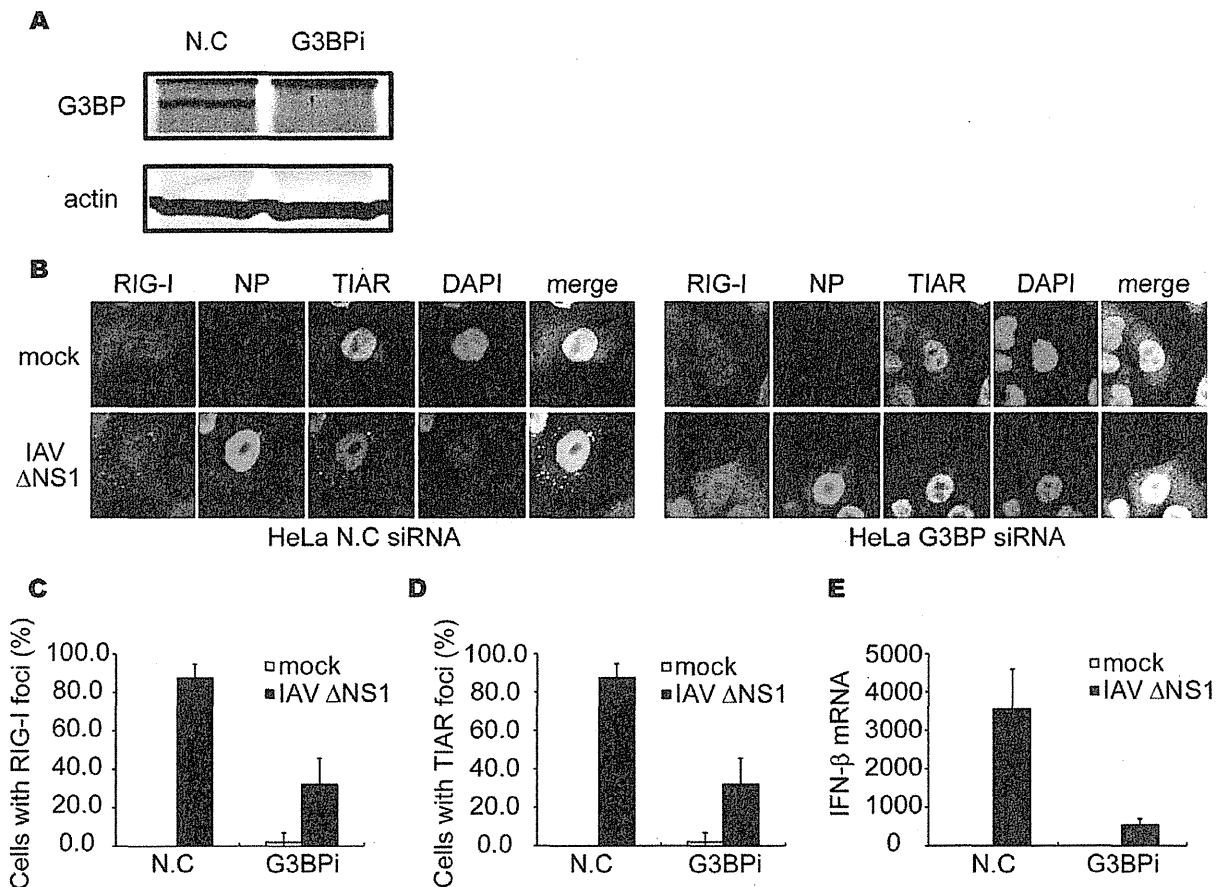 A
N.C G3BPi
G3BP
actin
B
RIG-I NP TIAR DAPI merge RIG-I NP TIAR DAPI merge
mock
IAV
ΔNS1
HeLa N.C siRNA HeLa G3BP siRNA
C
Cells with RIG-I foci (%)
100.0
80.0
60.0
40.0
20.0
0.0
mock
IAV ΔNS1
N.C G3BPi
D
Cells with TIAR foci (%)
100.0
80.0
60.0
40.0
20.0
0.0
mock
IAV ΔNS1
N.C G3BPi
E
IFN-β mRNA
5000
4000
3000
2000
1000
0
mock
IAV ΔNS1
N.C G3BPi